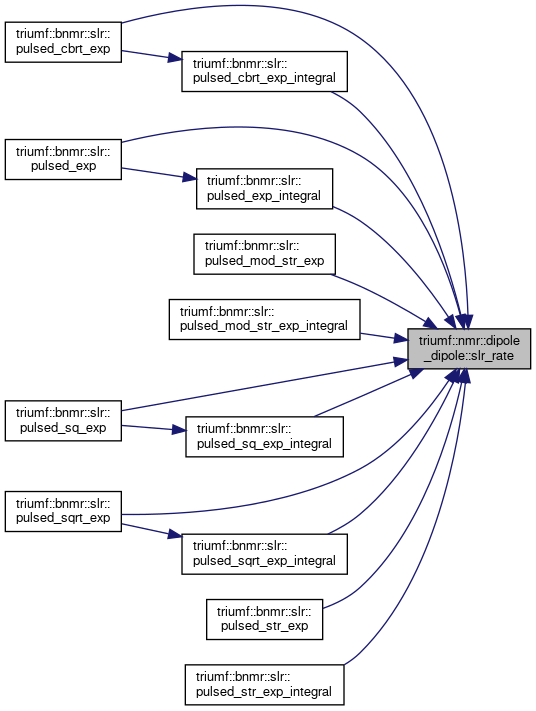 triumf::bnmr::slr::
pulsed_cbrt_exp
triumf::bnmr::slr::
pulsed_cbrt_exp_integral
triumf::bnmr::slr::
pulsed_exp
triumf::bnmr::slr::
pulsed_exp_integral
triumf::bnmr::slr::
pulsed_mod_str_exp
triumf::bnmr::slr::
pulsed_mod_str_exp_integral
triumf::nmr::dipole
_dipole::slr_rate
triumf::bnmr::slr::
pulsed_sq_exp
triumf::bnmr::slr::
pulsed_sq_exp_integral
triumf::bnmr::slr::
pulsed_sqrt_exp
triumf::bnmr::slr::
pulsed_sqrt_exp_integral
triumf::bnmr::slr::
pulsed_str_exp
triumf::bnmr::slr::
pulsed_str_exp_integral